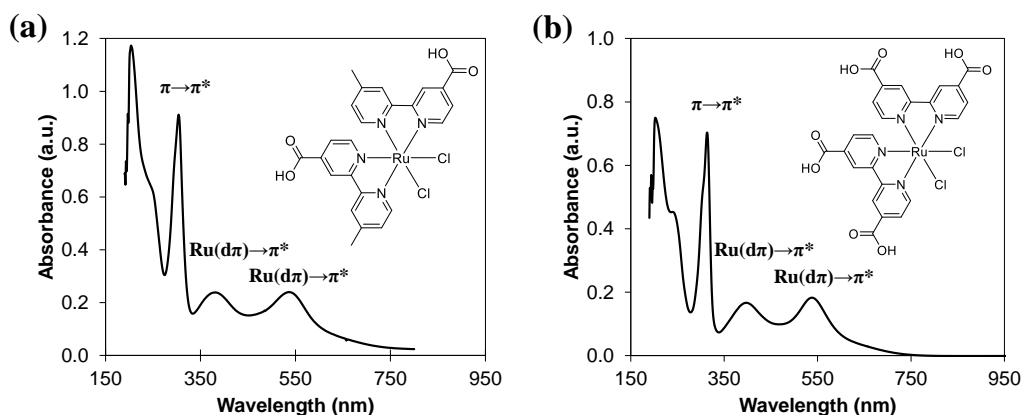 (a)
1.2
1.0
0.8
0.6
0.4
0.2
0.0
Absorbance (a.u.)
π→π*
Ru(dπ)→π*
Ru(dπ)→π*
HO
O
N
N
N
N
Ru
Cl
Cl
O
HO
150 350 550 750 950
Wavelength (nm)
(b)
1.0
0.8
0.6
0.4
0.2
0.0
Absorbance (a.u.)
π→π*
Ru(dπ)→π*
Ru(dπ)→π*
O
HO
HO
O
N
N
N
N
Ru
Cl
Cl
O
HO
O
OH
150 350 550 750 950
Wavelength (nm)